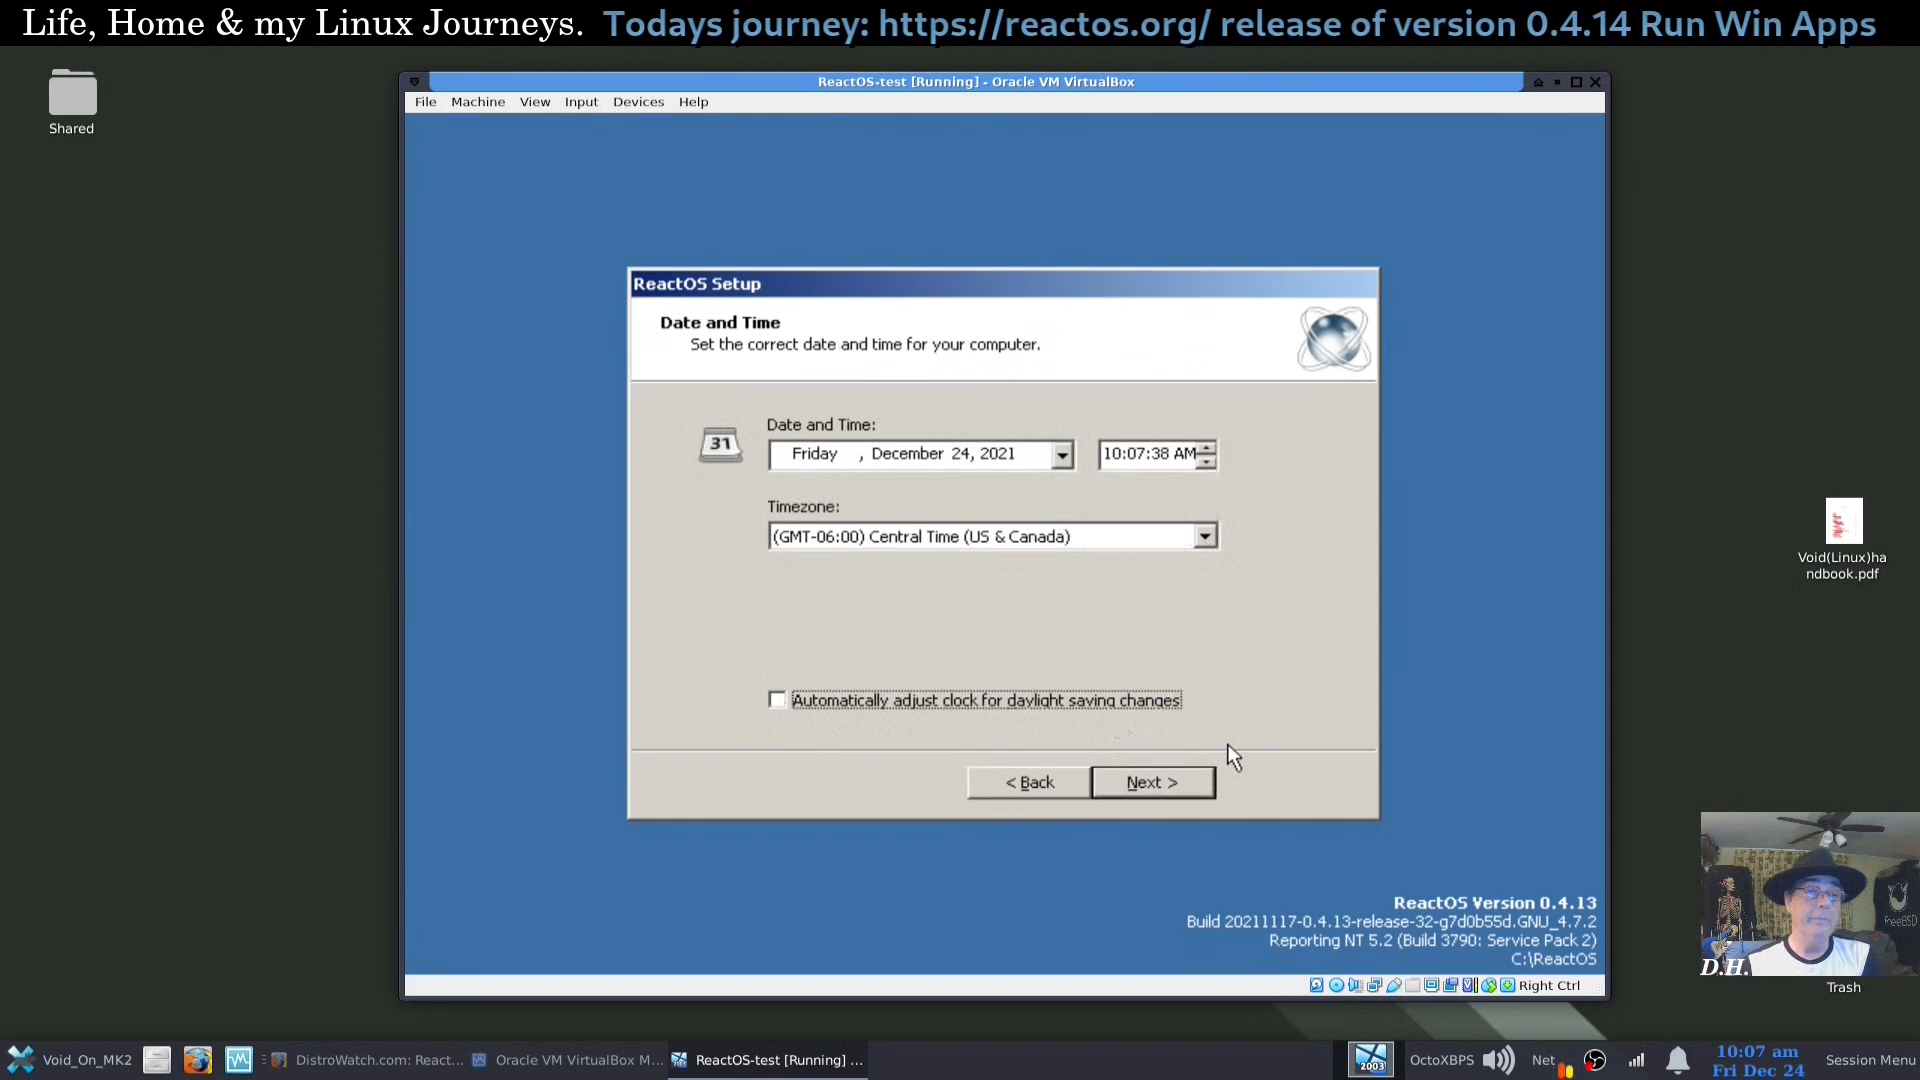 Life, Home & my Linux Journeys. Todays journey: https://reactos.org/ release of version 0.4.14 Run Win Apps
Shared
ReactOS-test [Running] - Oracle VM VirtualBox
File Machine View Input Devices Help
ReactOS Setup
Date and Time
Set the correct date and time for your computer.
31
Date and Time:
Friday , December 24, 2021
10:07:38 AM
Timezone:
(GMT-06:00) Central Time (US & Canada)
Automatically adjust clock for daylight saving changes
< Back
Next >
Void(Linux)ha
ndbook.pdf
ReactOS Version 0.4.13
Build 20211117-0.4.13-release-32-g7d0b55d.GNU_4.7.2
Reporting NT 5.2 (Build 3790: Service Pack 2)
C:\ReactOS
Right Ctrl
freeBSD
D.H.
Trash
Void_On_MK2
DistroWatch.com: React...
Oracle VM VirtualBox M...
ReactOS-test [Running] ...
2003
OctoXBPS
Net
10:07 am
Fri Dec 24
Session Menu